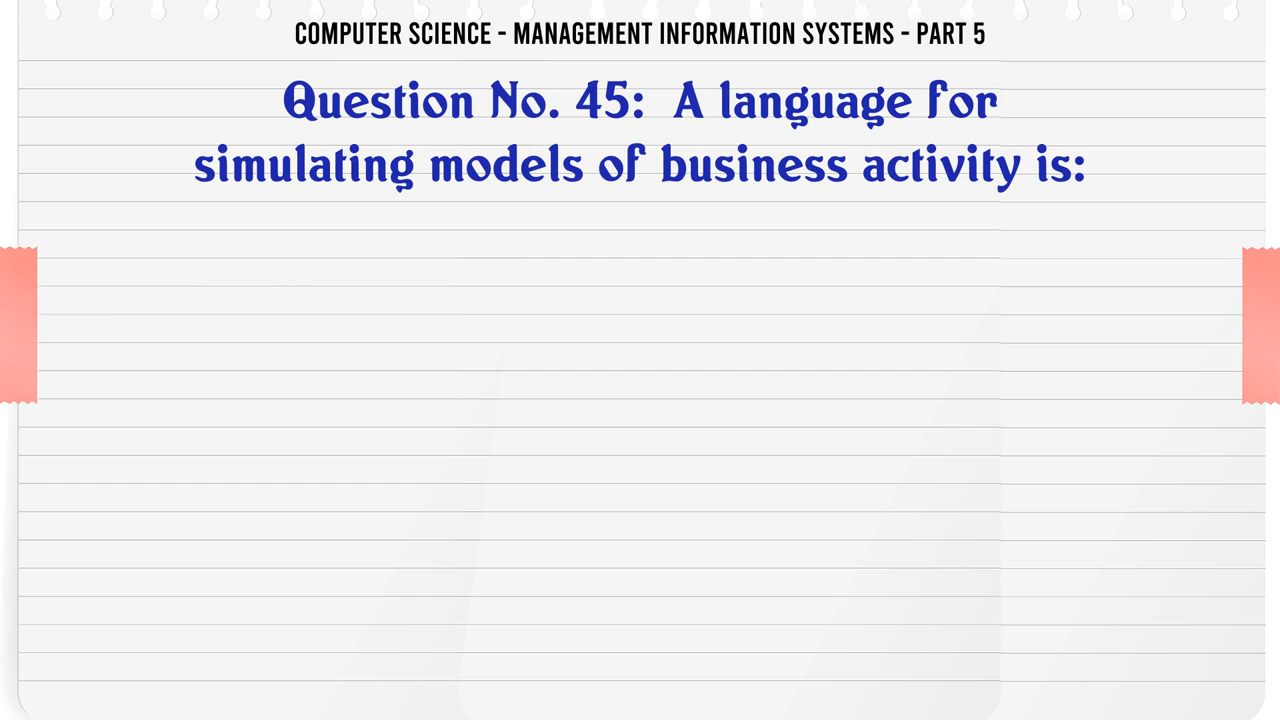 COMPUTER SCIENCE - MANAGEMENT INFORMATION SYSTEMS - PART 5
Question No. 45: A language for
simulating models of business activity is: